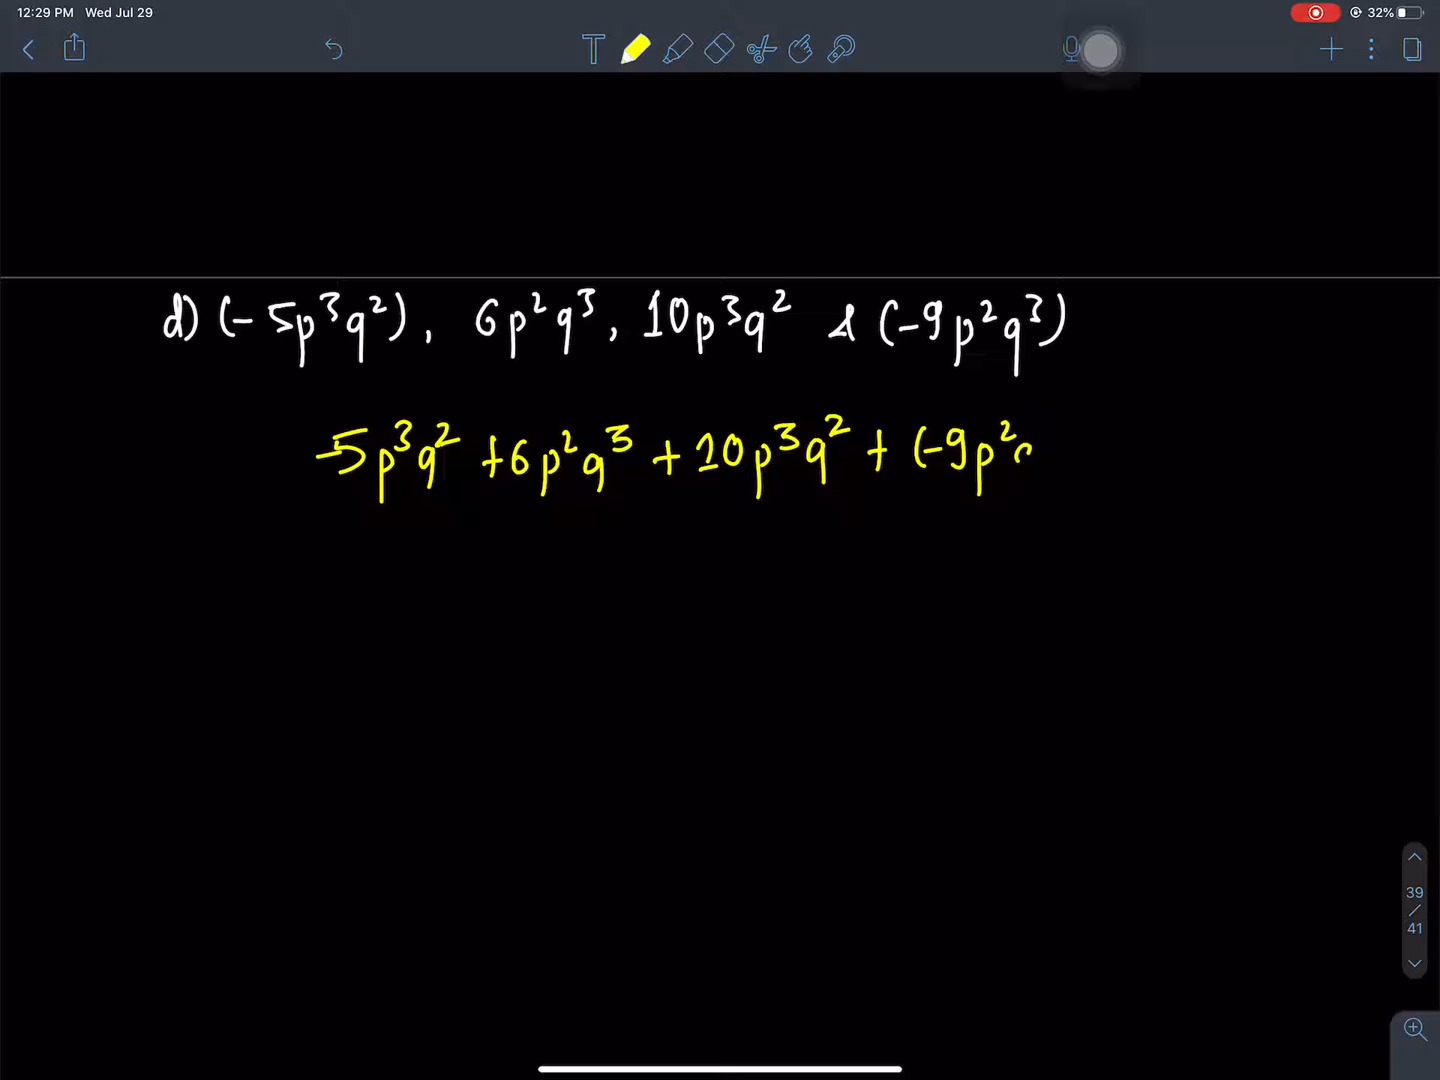 12:29 PM Wed Jul 29
32%
T
d) (-5p³q²), 6p²q³, 10p³q² & (-9p²q³)
-5p³q² +6p²q³ + 10p³q² + (-9p²
39
/
41